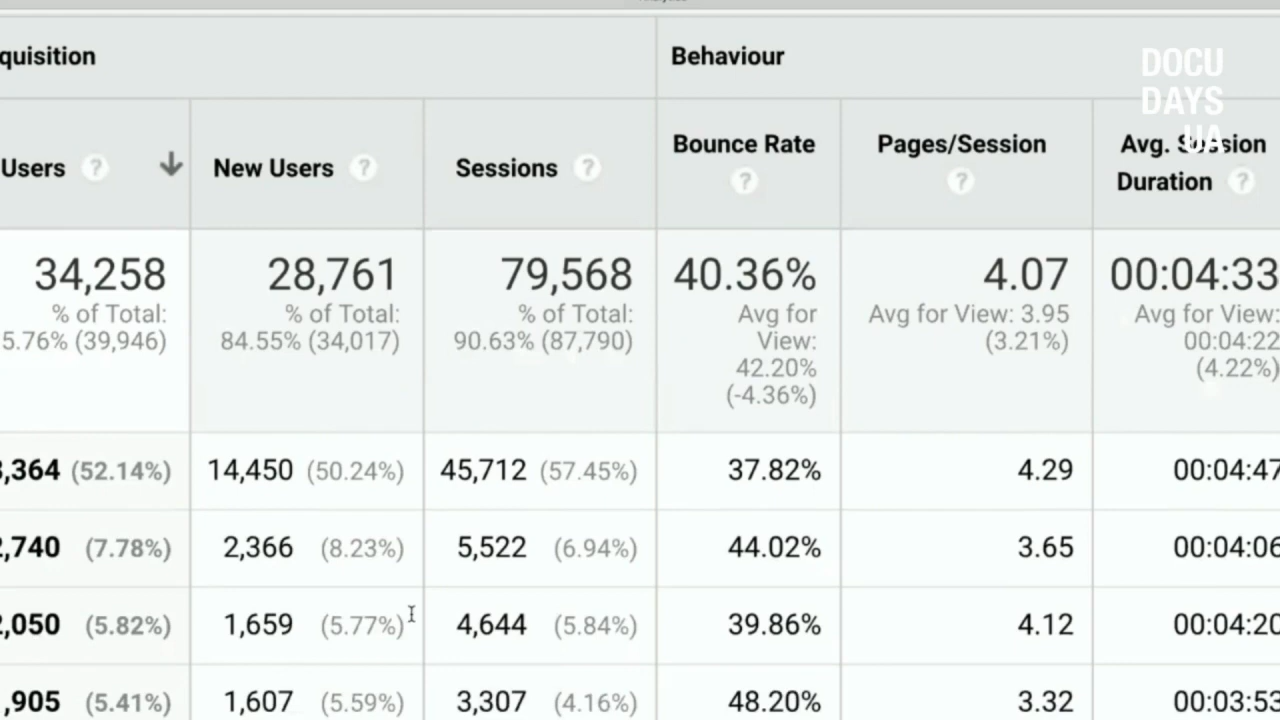 quisition
Behaviour
DOCU
DAYS
UA
Users ?
New Users ?
Sessions ?
Bounce Rate
?
Pages/Session
?
Avg. Session
Duration ?
34,258
% of Total:
5.76% (39,946)
28,761
% of Total:
84.55% (34,017)
79,568
% of Total:
90.63% (87,790)
40.36%
Avg for
View:
42.20%
(-4.36%)
4.07
Avg for View: 3.95
(3.21%)
00:04:33
Avg for View:
00:04:22
(4.22%)
,364 (52.14%) 14,450 (50.24%) 45,712 (57.45%) 37.82% 4.29 00:04:47
,740 (7.78%) 2,366 (8.23%) 5,522 (6.94%) 44.02% 3.65 00:04:06
,050 (5.82%) 1,659 (5.77%) 4,644 (5.84%) 39.86% 4.12 00:04:20
,905 (5.41%) 1,607 (5.59%) 3,307 (4.16%) 48.20% 3.32 00:03:53